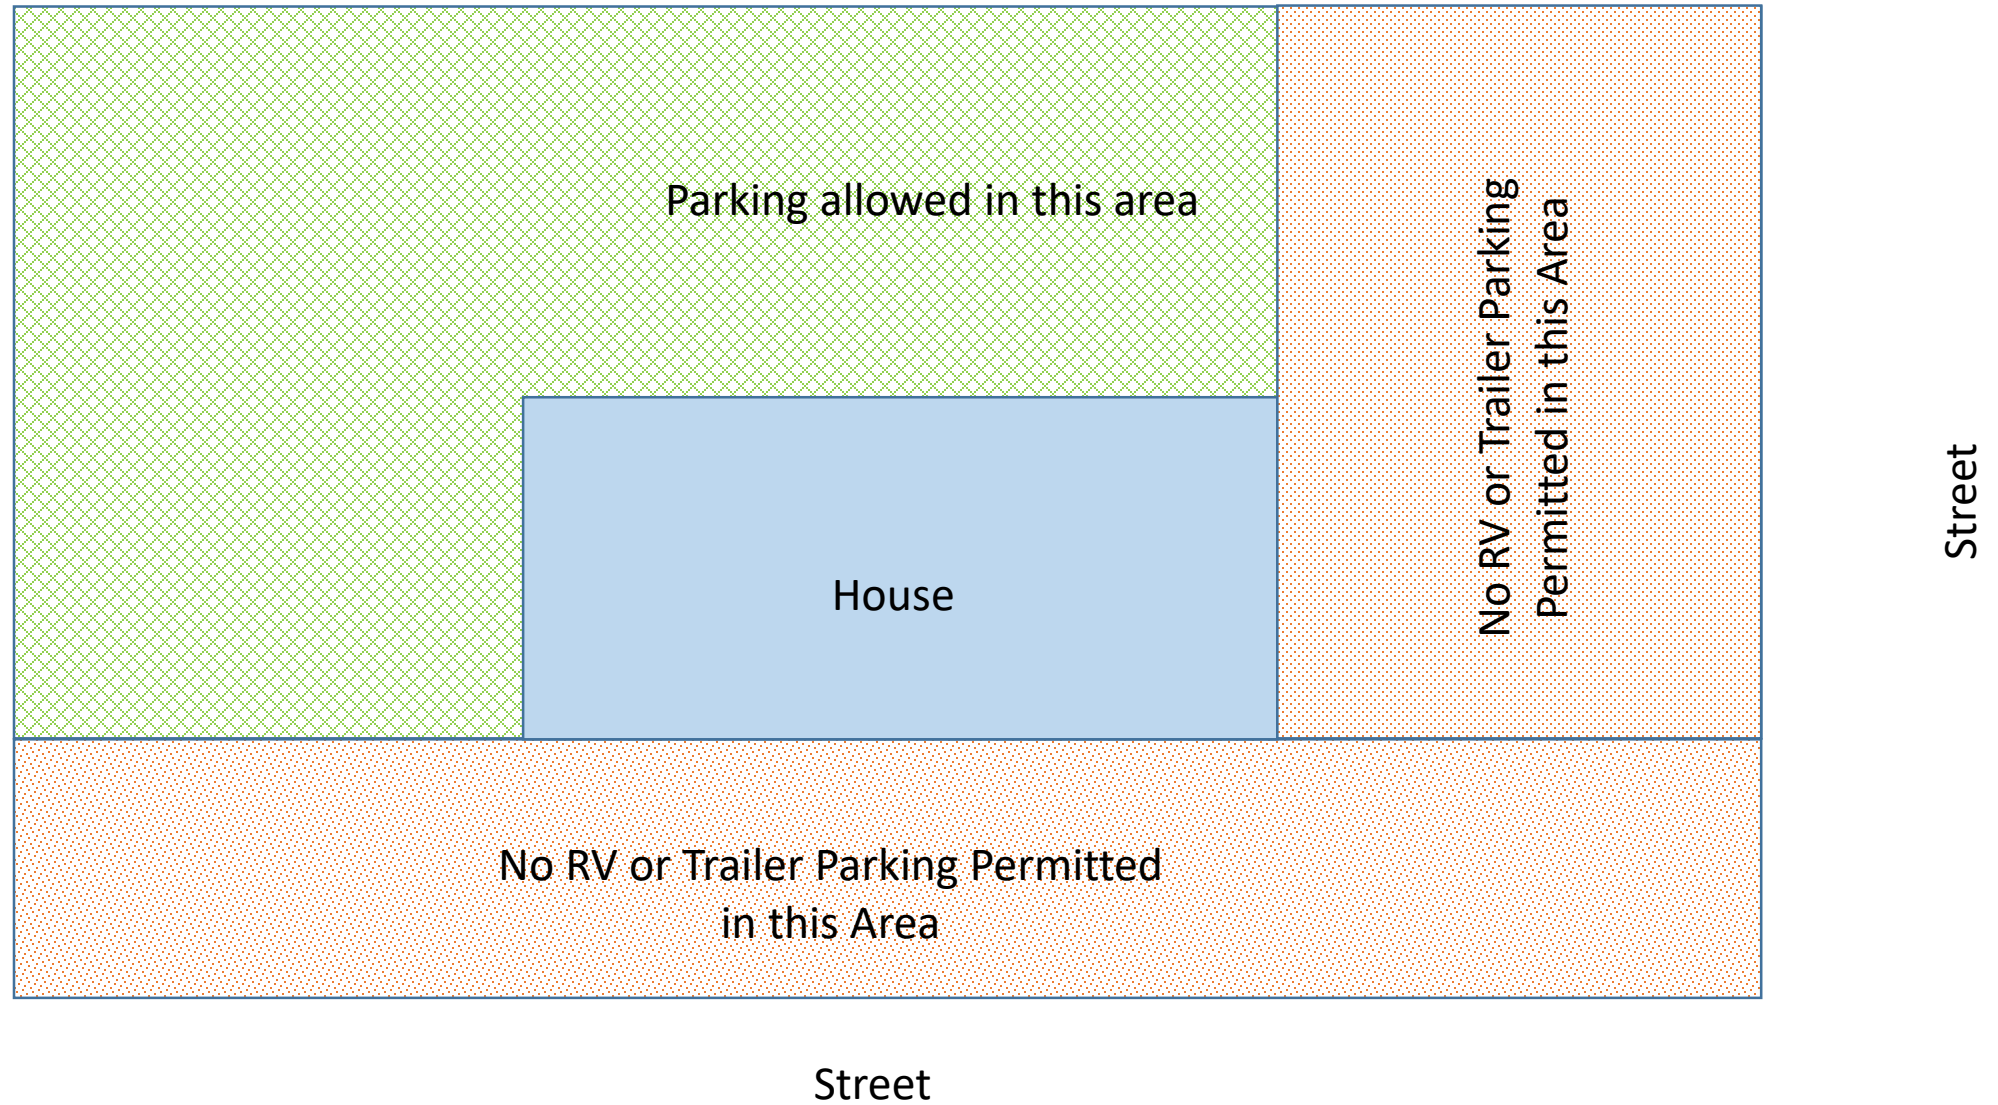 Parking allowed in this area
No RV or Trailer Parking
Permitted in this Area
Street
House
No RV or Trailer Parking Permitted
in this Area
Street